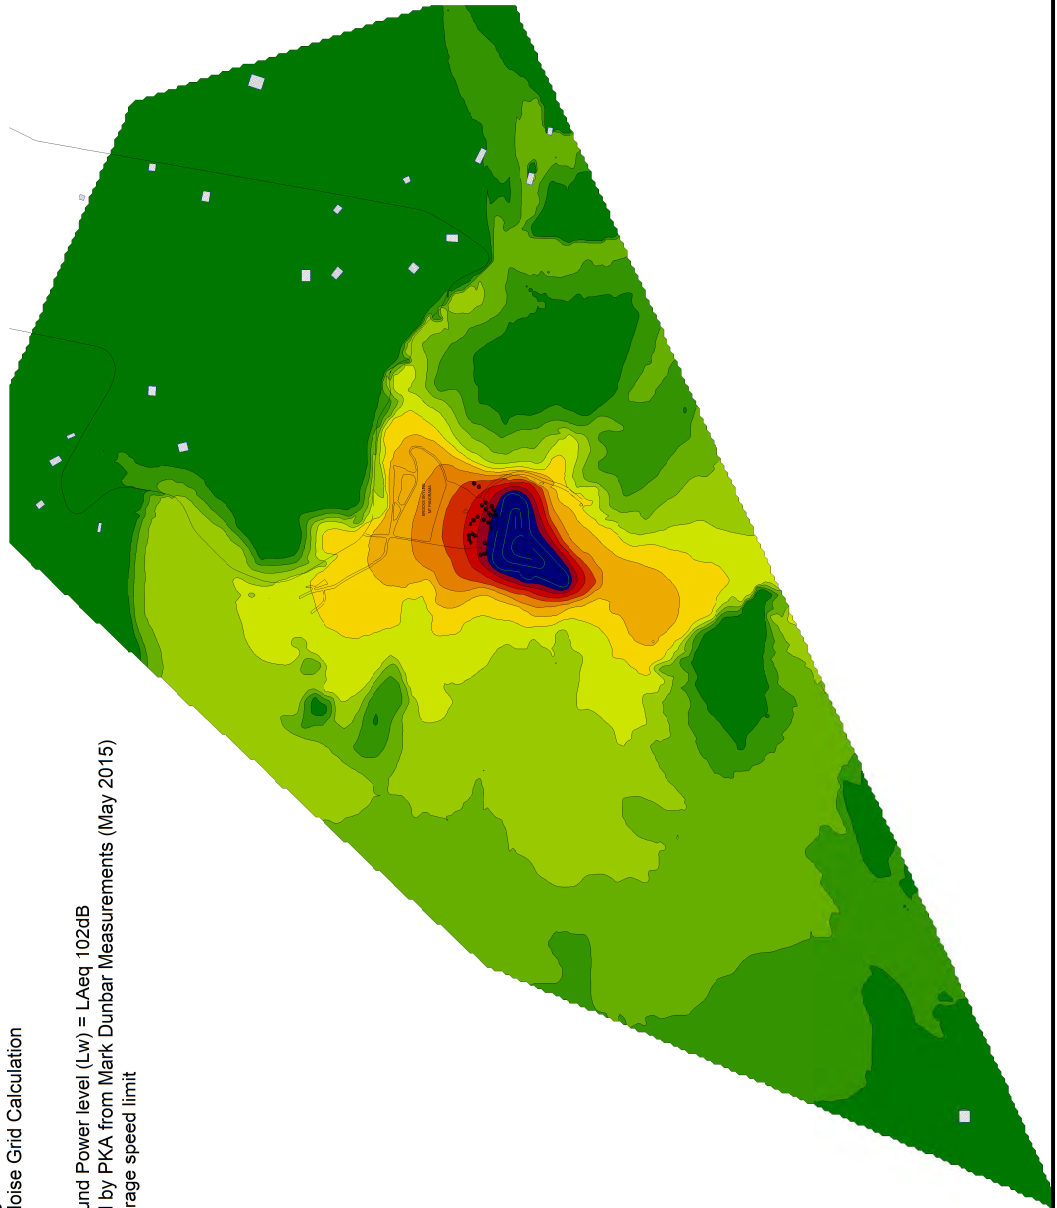 loise Grid Calculation
und Power level (Lw) = LAeq 102dB
l by PKA from Mark Dunbar Measurements (May 2015)
rage speed limit